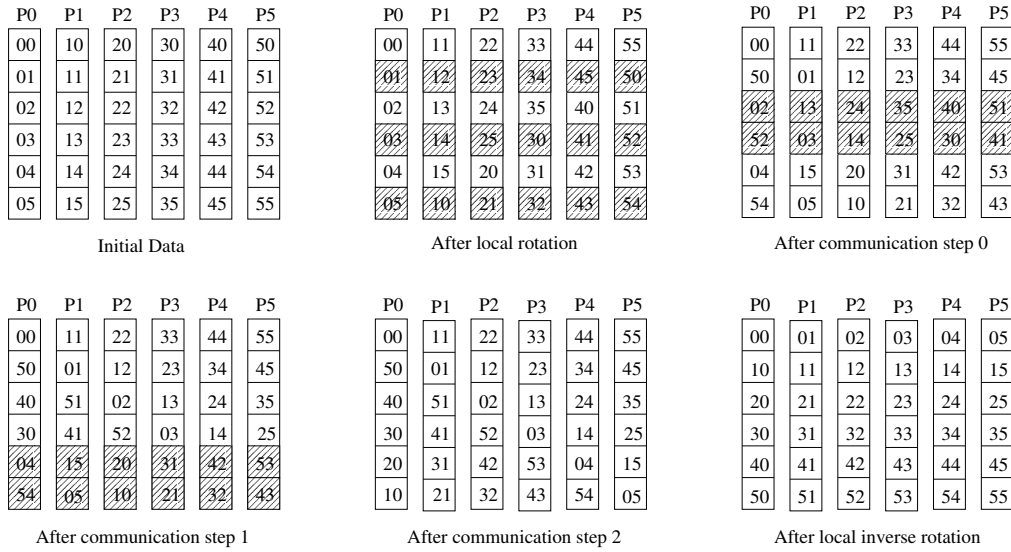 P0 P1 P2 P3 P4 P5
00 10 20 30 40 50
01 11 21 31 41 51
02 12 22 32 42 52
03 13 23 33 43 53
04 14 24 34 44 54
05 15 25 35 45 55
Initial Data
P0 P1 P2 P3 P4 P5
00 11 22 33 44 55
01 12 23 34 45 50
02 13 24 35 40 51
03 14 25 30 41 52
04 15 20 31 42 53
05 10 21 32 43 54
After local rotation
P0 P1 P2 P3 P4 P5
00 11 22 33 44 55
50 01 12 23 34 45
02 13 24 35 40 51
52 03 14 25 30 41
04 15 20 31 42 53
54 05 10 21 32 43
After communication step 0
P0 P1 P2 P3 P4 P5
00 11 22 33 44 55
50 01 12 23 34 45
40 51 02 13 24 35
30 41 52 03 14 25
04 15 20 31 42 53
54 05 10 21 32 43
After communication step 1
P0 P1 P2 P3 P4 P5
00 11 22 33 44 55
50 01 12 23 34 45
40 51 02 13 24 35
30 41 52 03 14 25
20 31 42 53 04 15
10 21 32 43 54 05
After communication step 2
P0 P1 P2 P3 P4 P5
00 01 02 03 04 05
10 11 12 13 14 15
20 21 22 23 24 25
30 31 32 33 34 35
40 41 42 43 44 45
50 51 52 53 54 55
After local inverse rotation